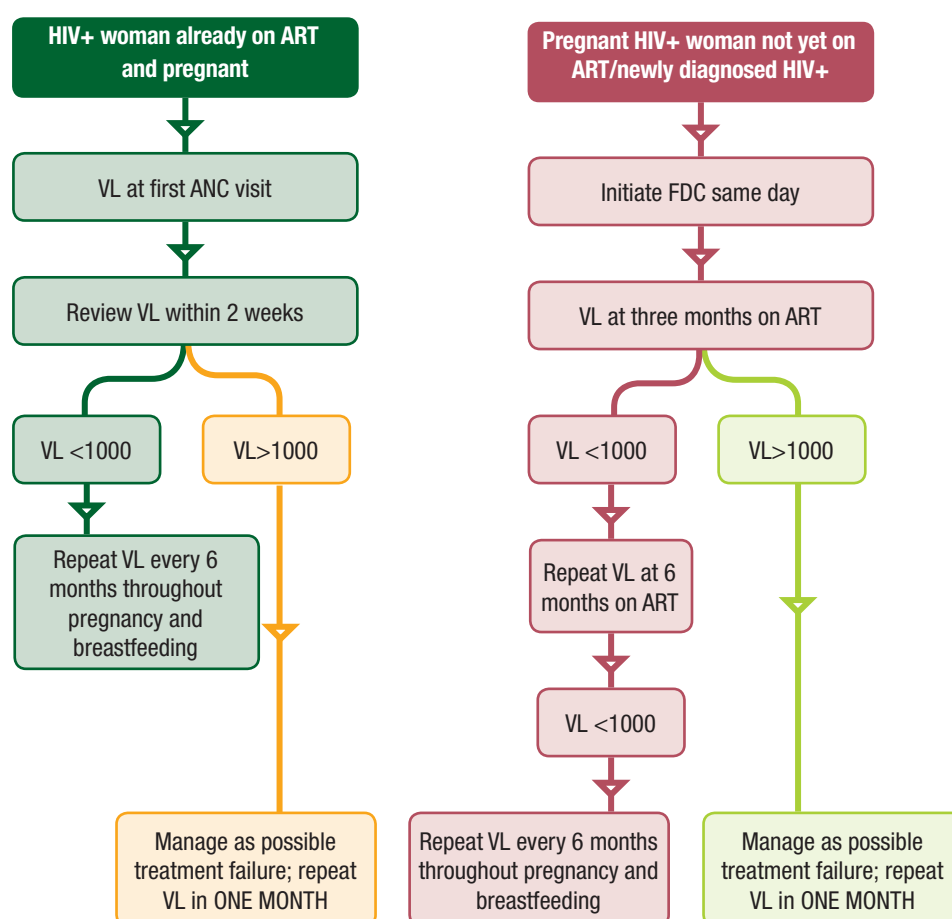 HIV+ woman already on ART
and pregnant
VL at first ANC visit
Review VL within 2 weeks
VL <1000
VL>1000
Repeat VL every 6
months throughout
pregnancy and
breastfeeding
Manage as possible
treatment failure; repeat
VL in ONE MONTH
Pregnant HIV+ woman not yet on
ART/newly diagnosed HIV+
Initiate FDC same day
VL at three months on ART
VL <1000
VL>1000
Repeat VL at 6
months on ART
VL <1000
Repeat VL every 6 months
throughout pregnancy and
breastfeeding
Manage as possible
treatment failure; repeat
VL in ONE MONTH